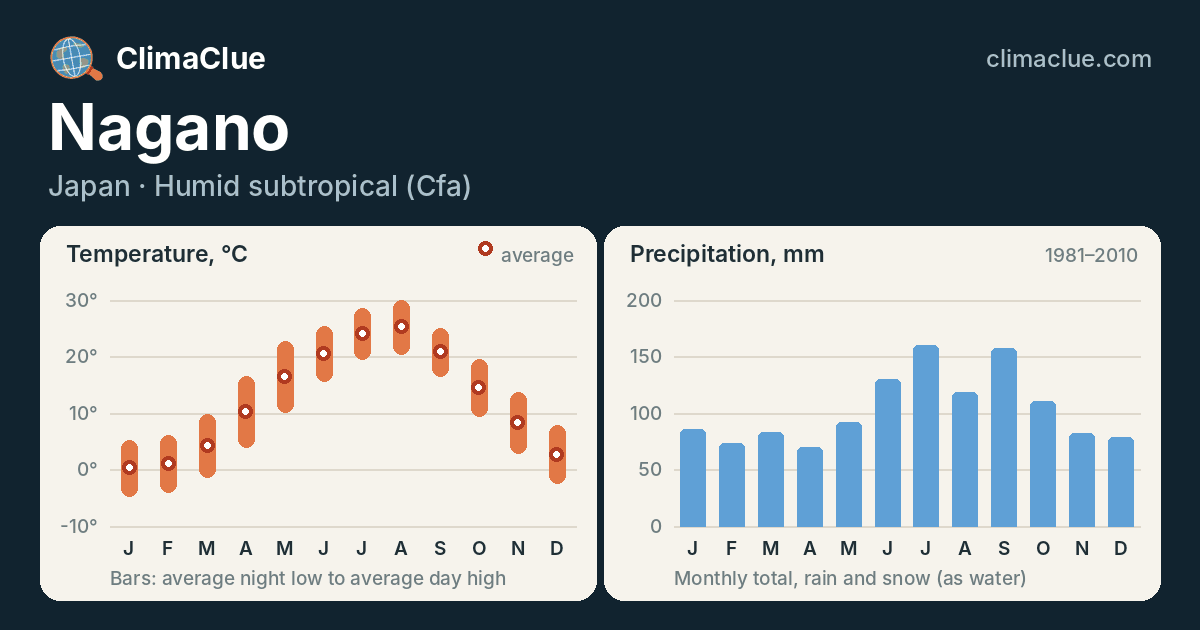 ClimaClue
climaclue.com
Nagano
Japan · Humid subtropical (Cfa)
Temperature, °C
average
30°
20°
10°
0°
-10°
J F M A M J J A S O N D
Bars: average night low to average day high
Precipitation, mm
1981–2010
200
150
100
50
0
J F M A M J J A S O N D
Monthly total, rain and snow (as water)